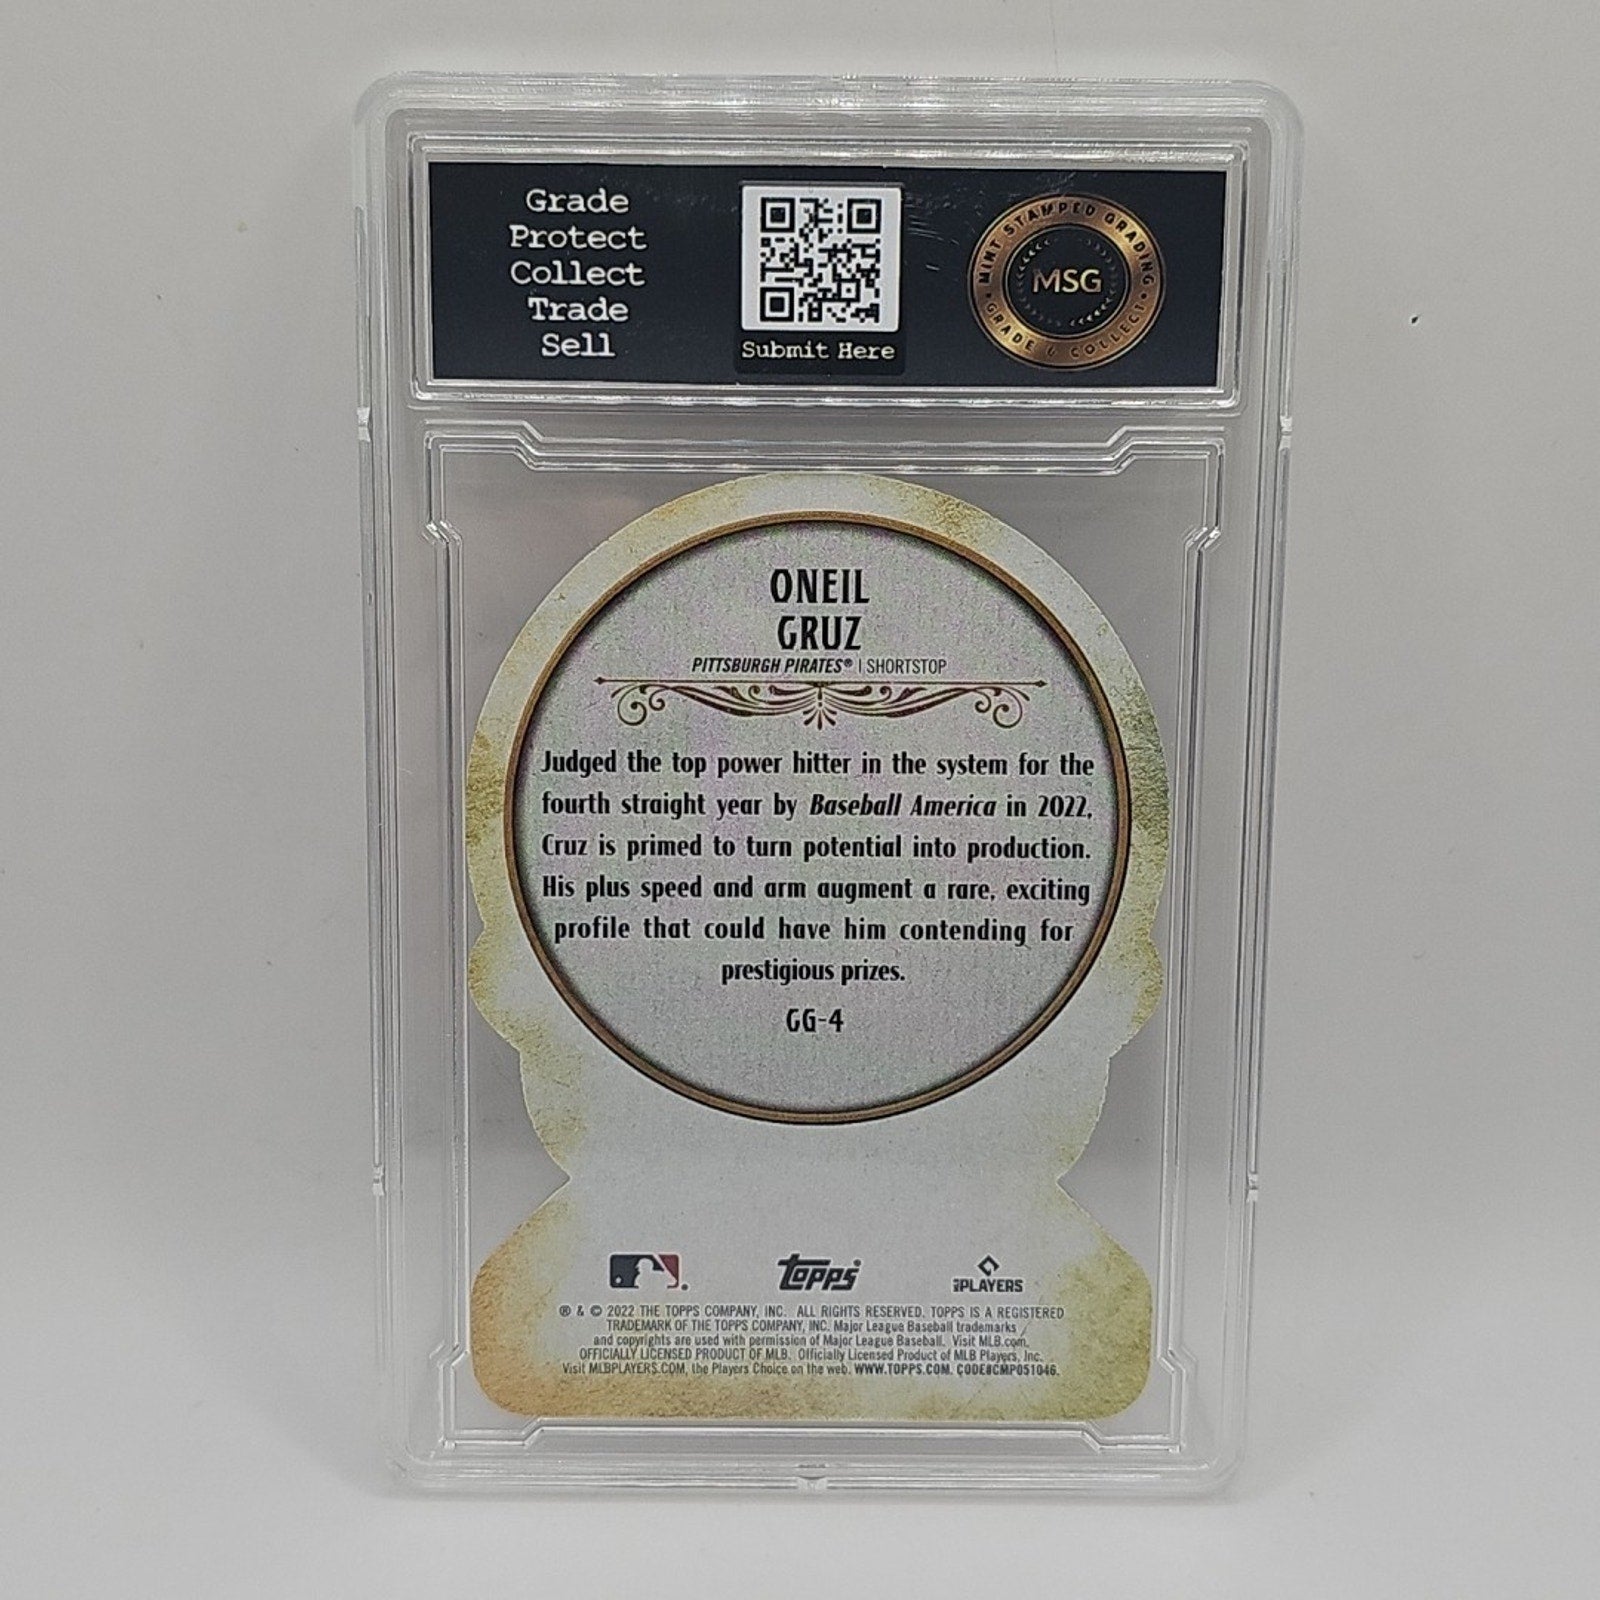 Grade
Protect
Collect
Trade
Sell
Submit Here
MINT STAMPED GRADING
MSG
GRADE & COLLECT
ONEIL
CRUZ
PITTSBURGH PIRATES® | SHORTSTOP
Judged the top power hitter in the system for the
fourth straight year by Baseball America in 2022,
Cruz is primed to turn potential into production.
His plus speed and arm augment a rare, exciting
profile that could have him contending for
prestigious prizes.
GG-4
Topps®
MLB PLAYERS
® & © 2022 THE TOPPS COMPANY, INC. ALL RIGHTS RESERVED. TOPPS IS A REGISTERED
TRADEMARK OF THE TOPPS COMPANY, INC. Major League Baseball trademarks
and copyrights are used with permission of Major League Baseball. Visit MLB.com.
OFFICIALLY LICENSED PRODUCT OF MLB. Officially Licensed Product of MLB Players, Inc.
Visit MLBPLAYERS.COM, the Players Choice on the web. WWW.TOPPS.COM. CODE#CMP051046.